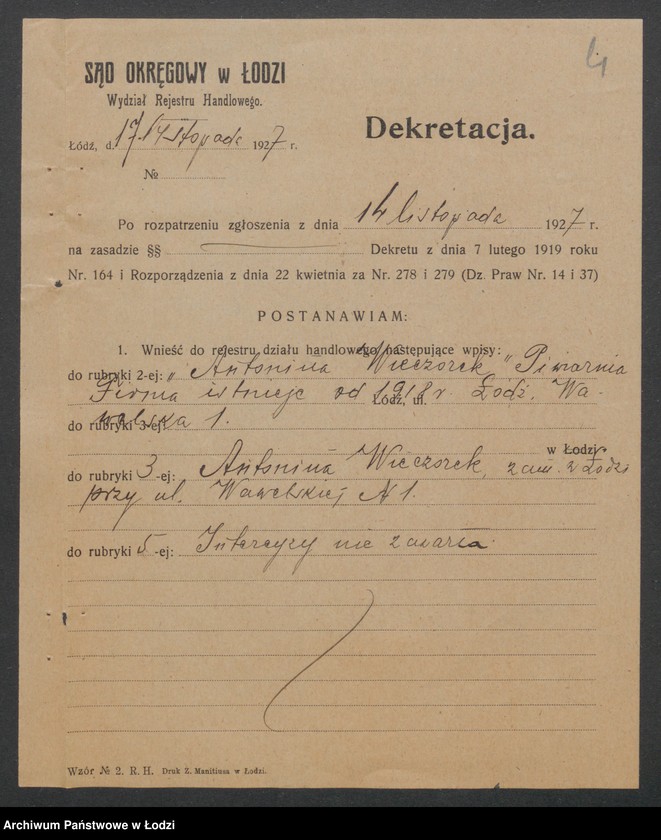 4
SĄD OKRĘGOWY w ŁODZI
Wydział Rejestru Handlowego.
Dekretacja.
Łódź, d. 17 listopada 1927 r.
№
Po rozpatrzeniu zgłoszenia z dnia 14 listopada 1927 r.
na zasadzie §§ Dekretu z dnia 7 lutego 1919 roku
Nr. 164 i Rozporządzenia z dnia 22 kwietnia za Nr. 278 i 279 (Dz. Praw Nr. 14 i 37)
POSTANAWIAM:
1. Wnieść do rejestru działu handlowego następujące wpisy:
do rubryki 2-ej: „Antonina Wieczorek" Piwiarnia
Firma istnieje od r. Łódź, Wa-
Łódź, ul.
do rubryki 3-ej:
welska 1.
w Łodzi
do rubryki 3-ej: Antonina Wieczorek, zam. w Łodzi
przy ul. Wawelskiej N 1.
do rubryki 5-ej: Intercyzy nie zawarła.
Wzór № 2. R. H. Druk Z. Manitiusa w Łodzi.
Archiwum Państwowe w Łodzi